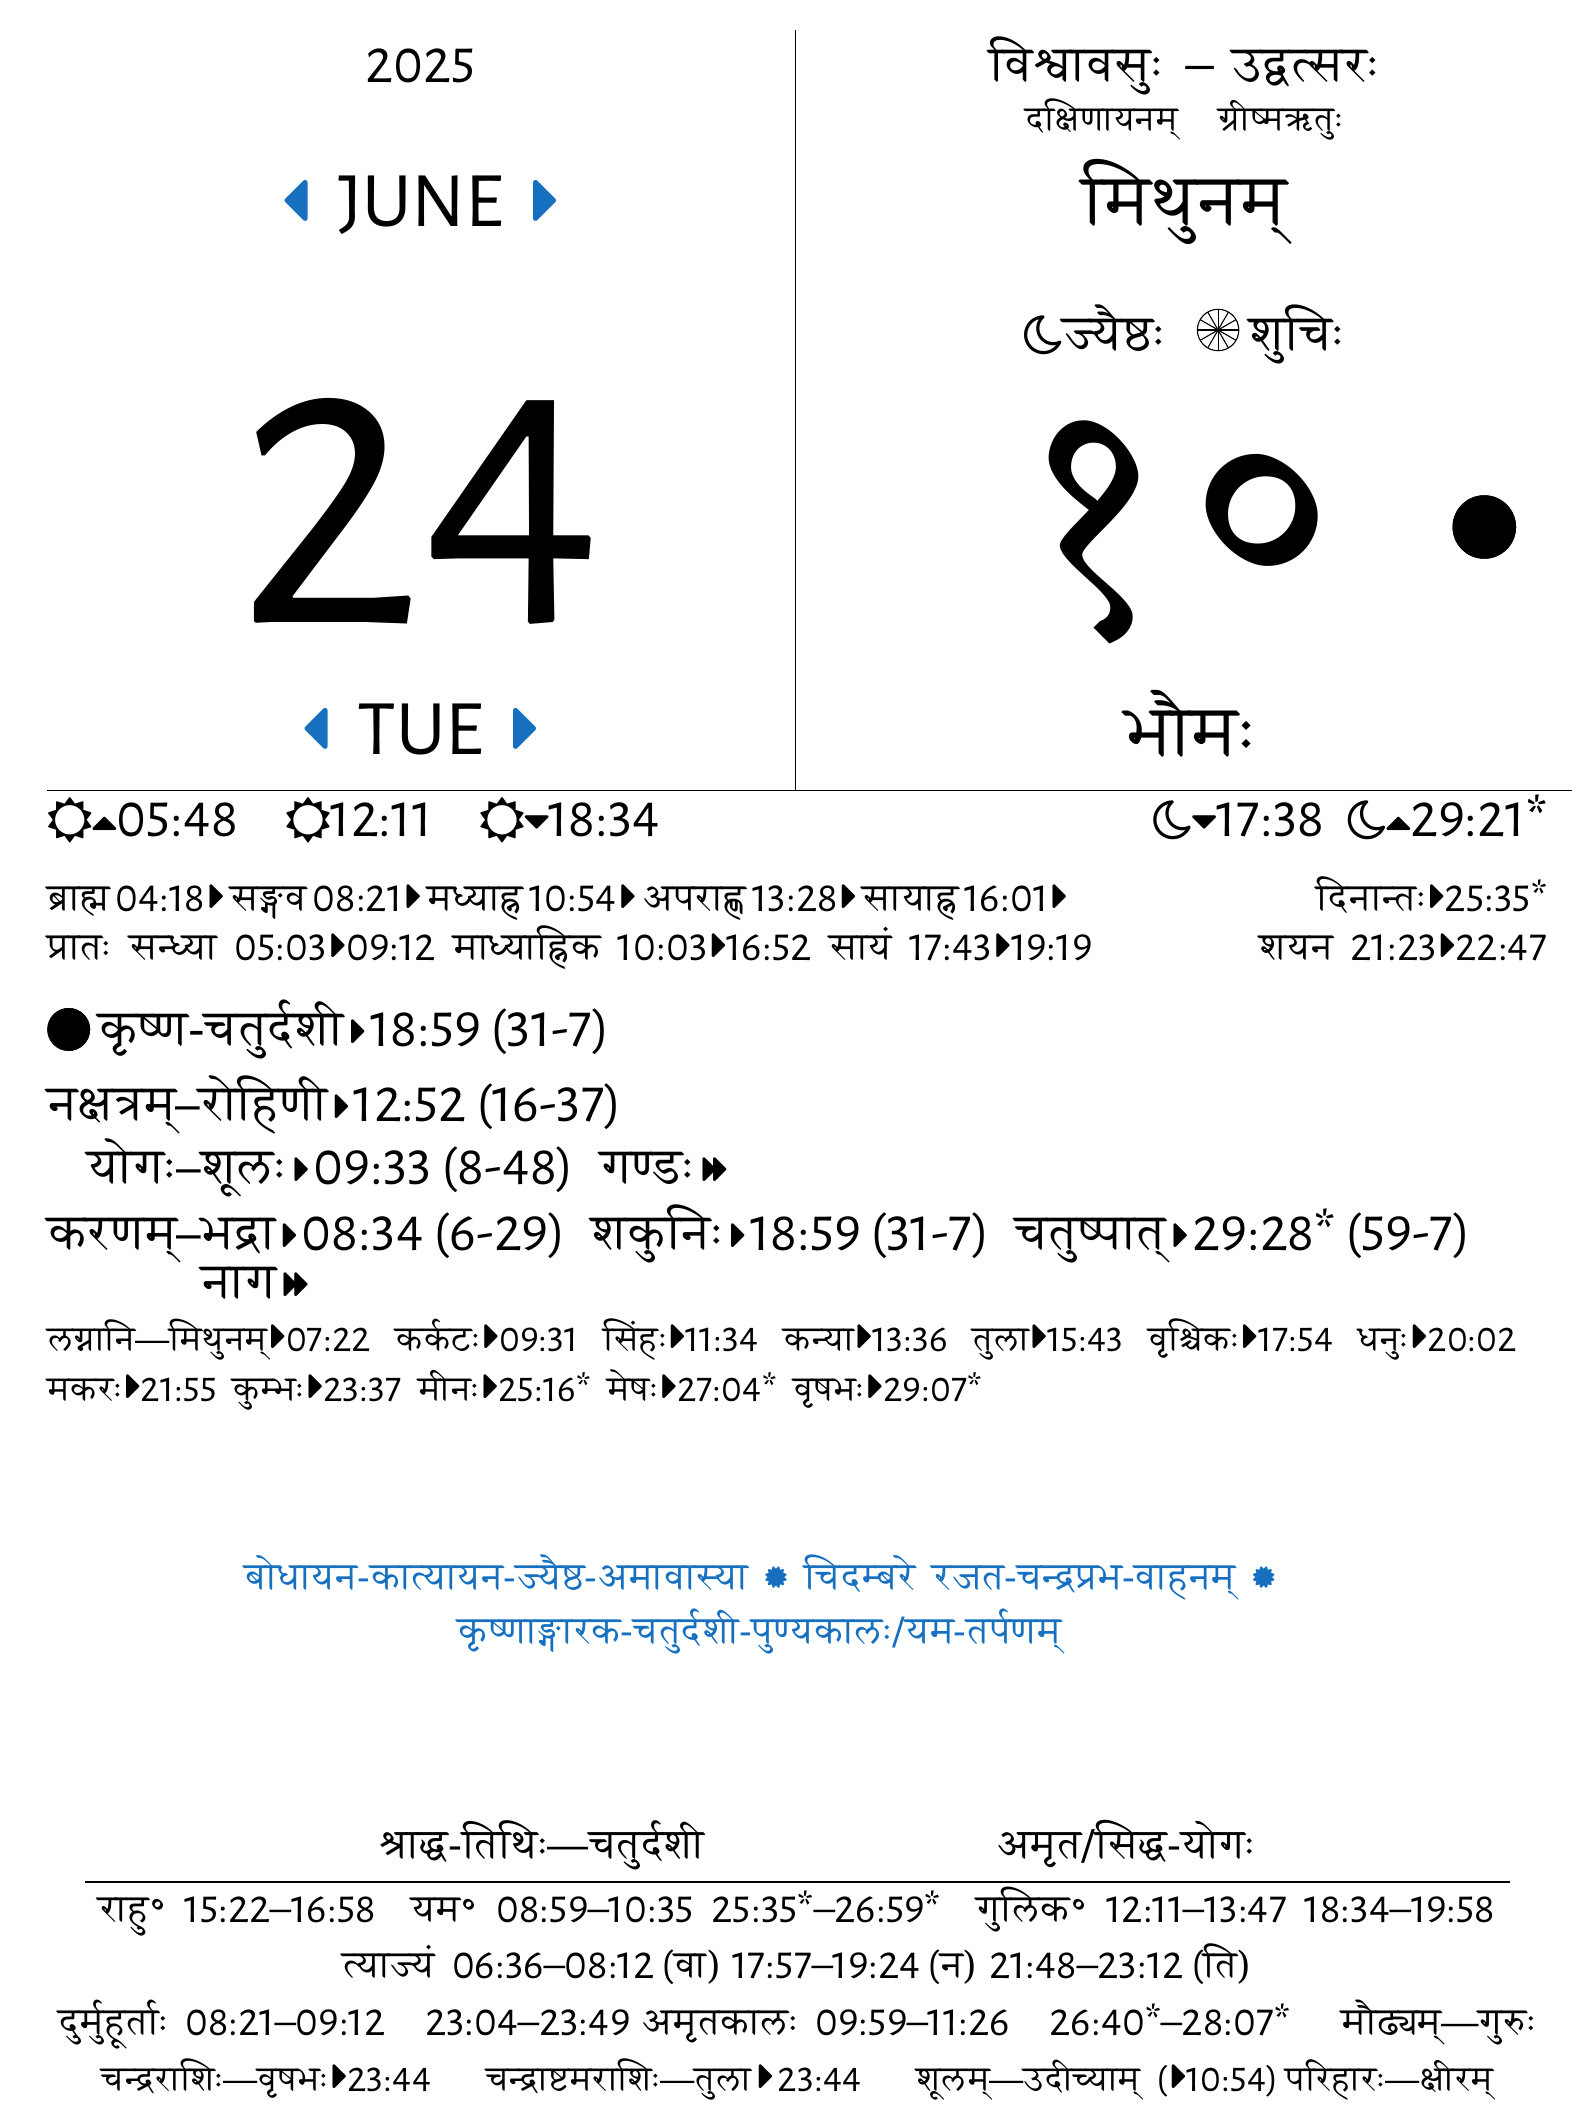 2025
JUNE
24
TUE
विश्वावसुः – उद्वत्सरः
दक्षिणायनम् ग्रीष्मऋतुः
मिथुनम्
ज्यैष्ठः शुचिः
१०
भौमः
05:48 12:11 18:34 17:38 29:21*
ब्राह्म 04:18 सङ्गव 08:21 मध्याह्न 10:54 अपराह्ण 13:28 सायाह्न 16:01 दिनान्तः 25:35*
प्रातः सन्ध्या 05:03 09:12 माध्याह्निक 10:03 16:52 सायं 17:43 19:19 शयन 21:23 22:47
कृष्ण-चतुर्दशी 18:59 (31-7)
नक्षत्रम्–रोहिणी 12:52 (16-37)
योगः–शूलः 09:33 (8-48) गण्डः
करणम्–भद्रा 08:34 (6-29) शकुनिः 18:59 (31-7) चतुष्पात् 29:28* (59-7)
नाग
लग्नानि—मिथुनम् 07:22 कर्कटः 09:31 सिंहः 11:34 कन्या 13:36 तुला 15:43 वृश्चिकः 17:54 धनुः 20:02
मकरः 21:55 कुम्भः 23:37 मीनः 25:16* मेषः 27:04* वृषभः 29:07*
बोधायन-कात्यायन-ज्यैष्ठ-अमावास्या चिदम्बरे रजत-चन्द्रप्रभ-वाहनम्
कृष्णाङ्गारक-चतुर्दशी-पुण्यकालः/यम-तर्पणम्
श्राद्ध-तिथिः—चतुर्दशी अमृत/सिद्ध-योगः
राहु॰ 15:22–16:58 यम॰ 08:59–10:35 25:35*–26:59* गुलिक॰ 12:11–13:47 18:34–19:58
त्याज्यं 06:36–08:12 (वा) 17:57–19:24 (न) 21:48–23:12 (ति)
दुर्मुहूर्ताः 08:21–09:12 23:04–23:49 अमृतकालः 09:59–11:26 26:40*–28:07* मौढ्यम्—गुरुः
चन्द्रराशिः—वृषभः 23:44 चन्द्राष्टमराशिः—तुला 23:44 शूलम्—उदीच्याम् (10:54) परिहारः—क्षीरम्